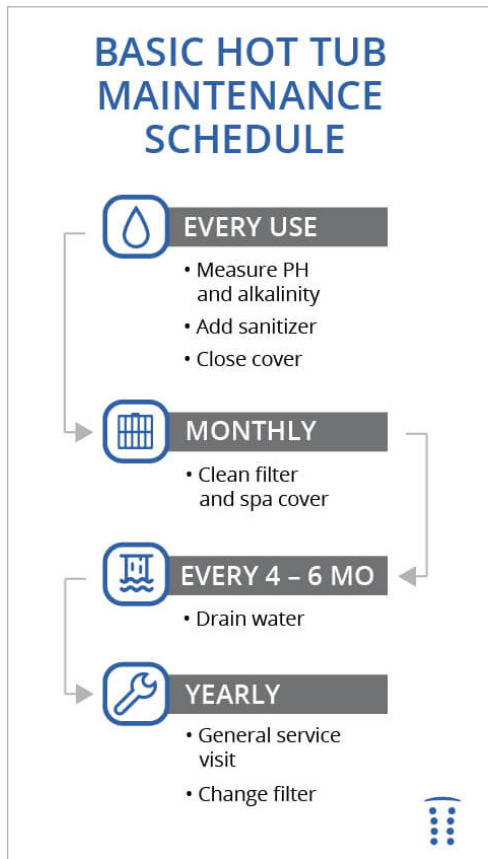 BASIC HOT TUB
MAINTENANCE
SCHEDULE
EVERY USE
• Measure PH
and alkalinity
• Add sanitizer
• Close cover
MONTHLY
• Clean filter
and spa cover
EVERY 4 – 6 MO
• Drain water
YEARLY
• General service
visit
• Change filter